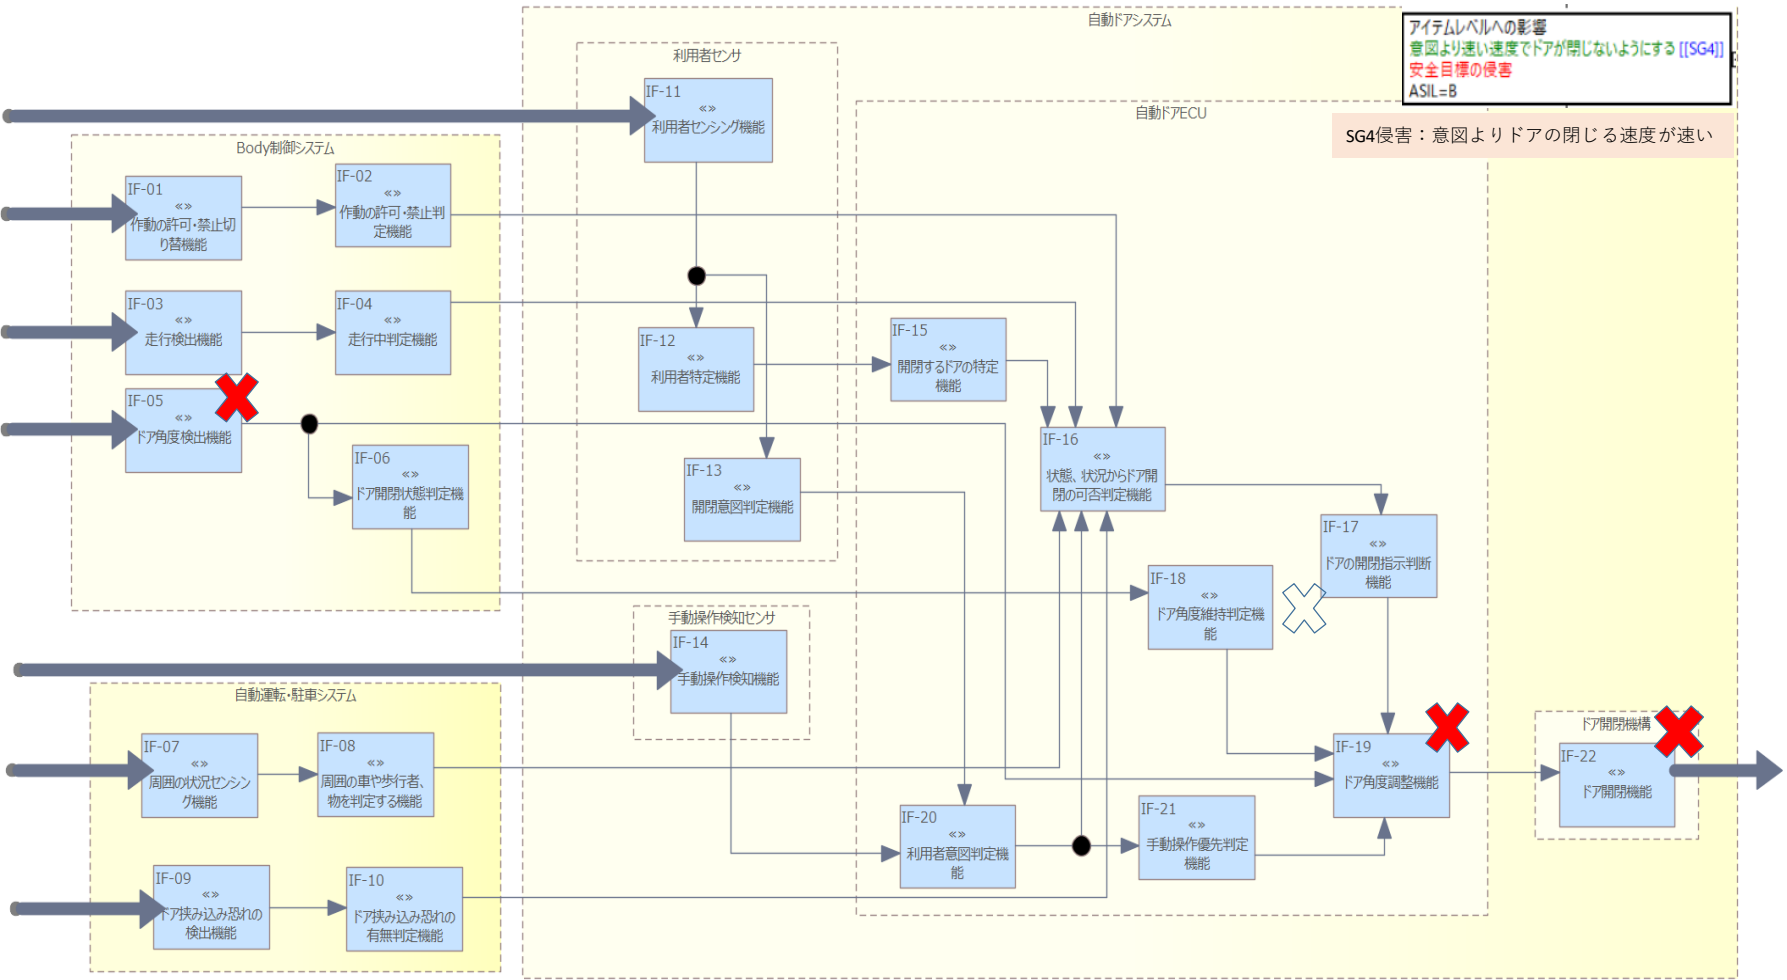 自動ドアシステム
アイテムレベルへの影響
意図より速い速度でドアが閉じないようにする [[SG4]]
安全目標の侵害
ASIL=B
SG4侵害：意図よりドアの閉じる速度が速い
利用者センサ
IF-11
«»
利用者センシング機能
自動ドアECU
Body制御システム
IF-01
«»
作動の許可・禁止切
り替機能
IF-02
«»
作動の許可・禁止判
定機能
IF-03
«»
走行検出機能
IF-04
«»
走行中判定機能
IF-05
«»
ドア角度検出機能
IF-06
«»
ドア開閉状態判定機
能
IF-12
«»
利用者特定機能
IF-13
«»
開閉意図判定機能
IF-15
«»
開閉するドアの特定
機能
IF-16
«»
状態、状況からドア開
閉の可否判定機能
IF-17
«»
ドアの開閉指示判断
機能
IF-18
«»
ドア角度維持判定機
能
手動操作検知センサ
IF-14
«»
手動操作検知機能
自動運転・駐車システム
IF-07
«»
周囲の状況センシン
グ機能
IF-08
«»
周囲の車や歩行者、
物を判定する機能
IF-09
«»
ドア挟み込み恐れの
検出機能
IF-10
«»
ドア挟み込み恐れの
有無判定機能
IF-19
«»
ドア角度調整機能
IF-20
«»
利用者意図判定機
能
IF-21
«»
手動操作優先判定
機能
ドア開閉機構
IF-22
«»
ドア開閉機能